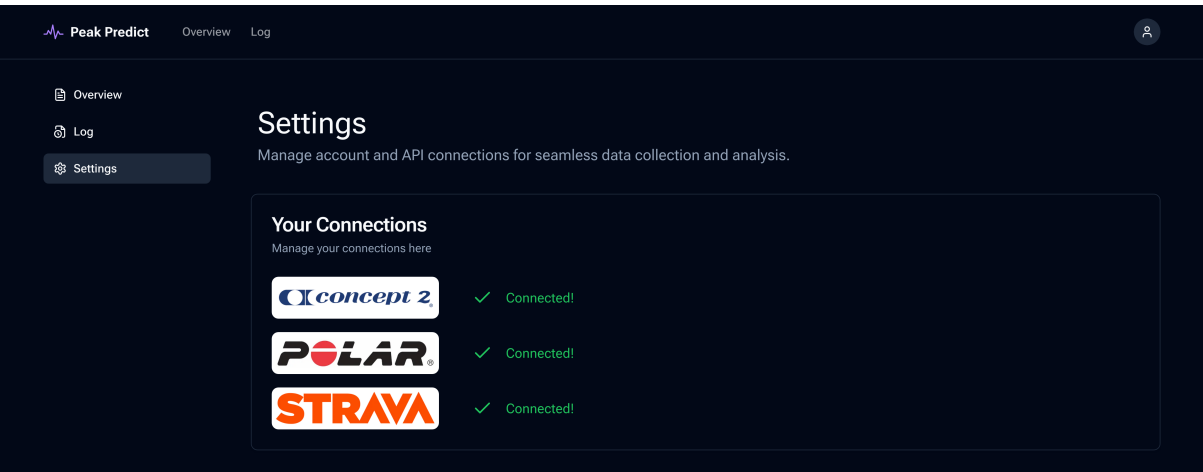 Peak Predict
Overview
Log
Overview
Log
Settings
Settings
Manage account and API connections for seamless data collection and analysis.
Your Connections
Manage your connections here
concept 2
Connected!
POLAR®
Connected!
STRAVA
Connected!